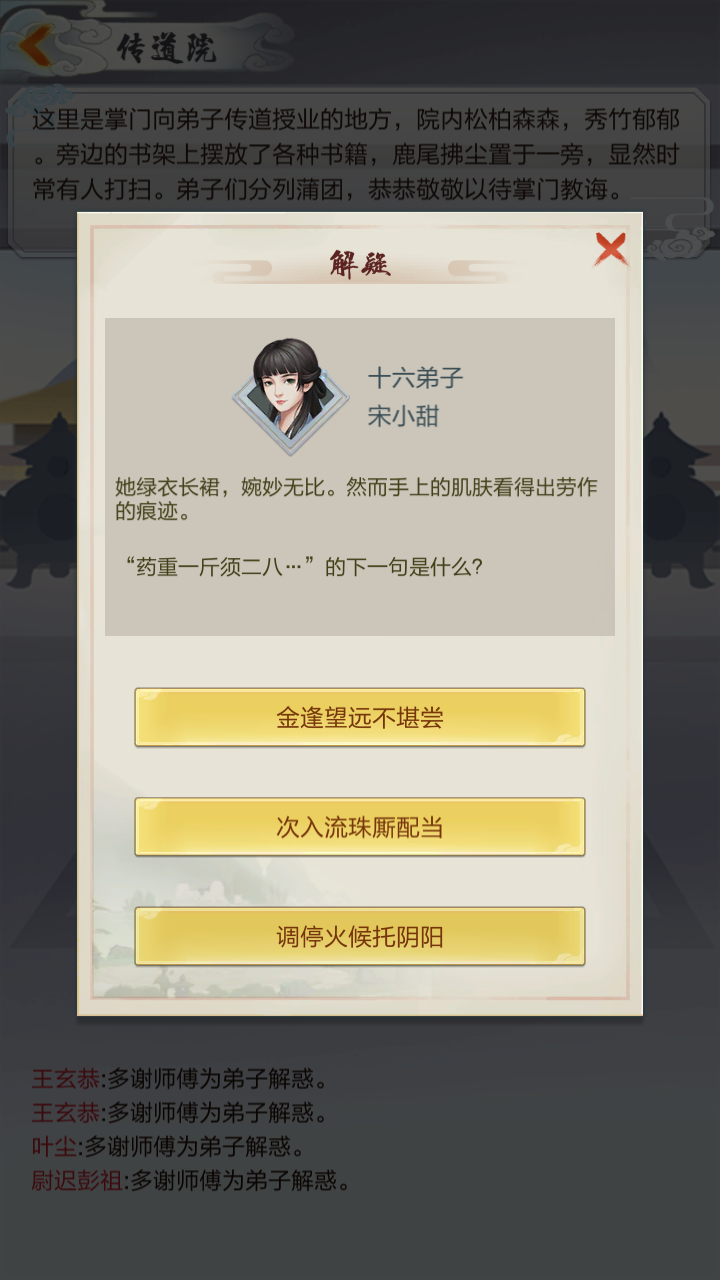 传道院
这里是掌门向弟子传道授业的地方，院内松柏森森，秀竹郁郁
。旁边的书架上摆放了各种书籍，鹿尾拂尘置于一旁，显然时
常有人打扫。弟子们分列蒲团，恭恭敬敬以待掌门教诲。
解疑
十六弟子
宋小甜
她绿衣长裙，婉妙无比。然而手上的肌肤看得出劳作
的痕迹。
“药重一斤须二八…”的下一句是什么？
金逢望远不堪尝
次入流珠厮配当
调停火候托阴阳
王玄恭:多谢师傅为弟子解惑。
王玄恭:多谢师傅为弟子解惑。
叶尘:多谢师傅为弟子解惑。
尉迟彭祖:多谢师傅为弟子解惑。